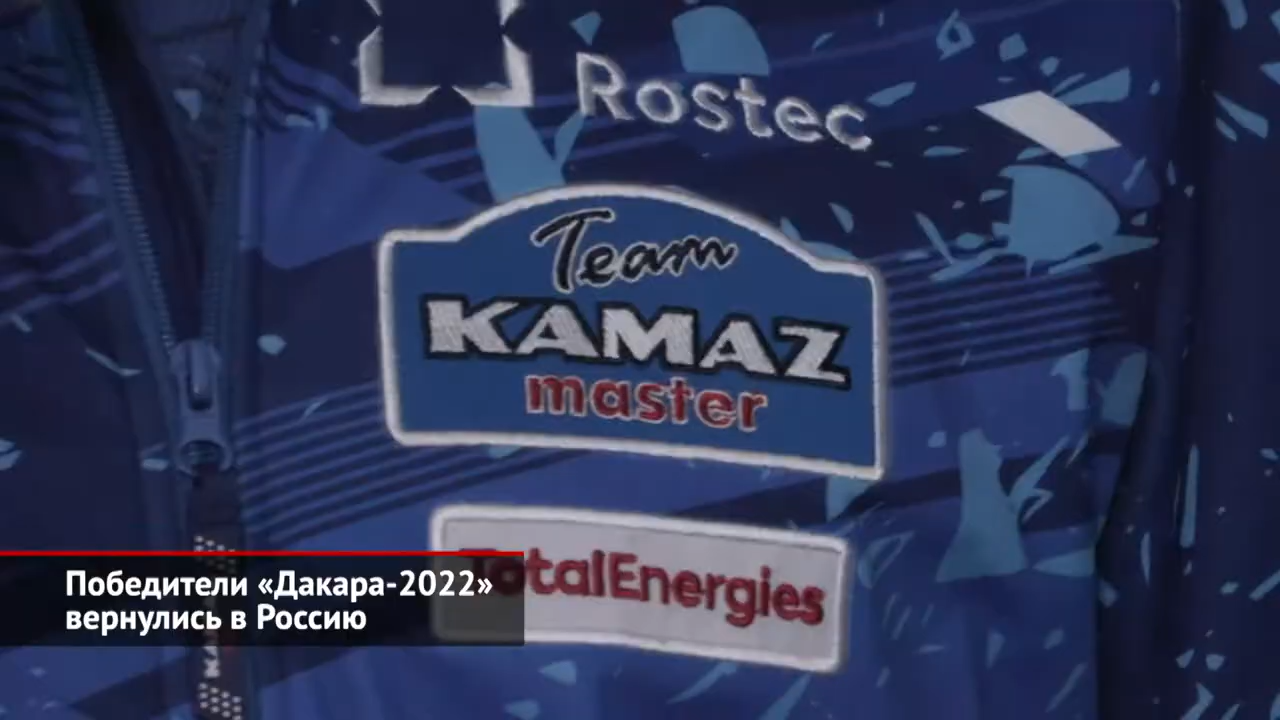 Rostec
Team
KAMAZ
master
TotalEnergies
Победители «Дакара-2022»
вернулись в Россию